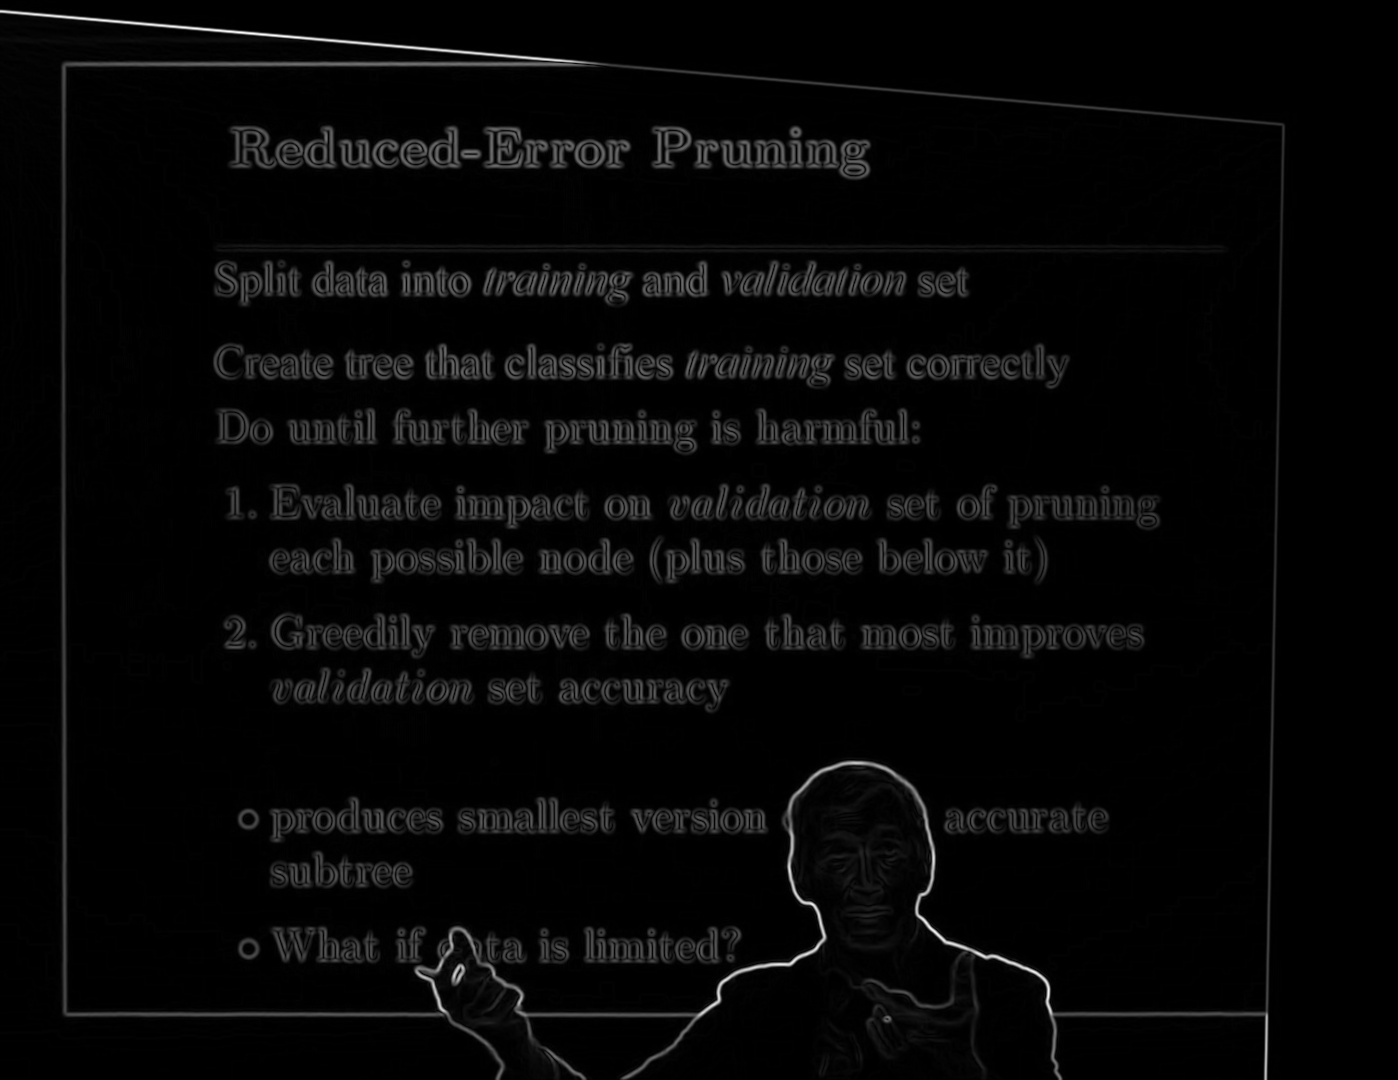 Reduced-Error Pruning
Split data into training and validation set
Create tree that classifies training set correctly
Do until further pruning is harmful:
1. Evaluate impact on validation set of pruning
each possible node (plus those below it)
2. Greedily remove the one that most improves
validation set accuracy
○ produces smallest version accurate
subtree
○ What if data is limited?